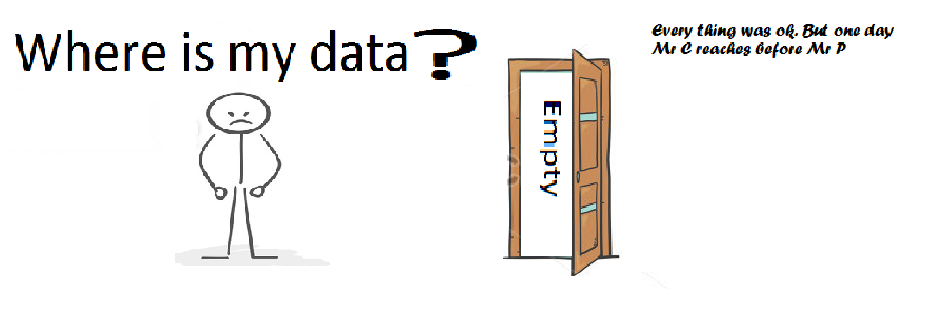 Where is my data?
Every thing was ok. But one day
Mr C reaches before Mr P
Empty